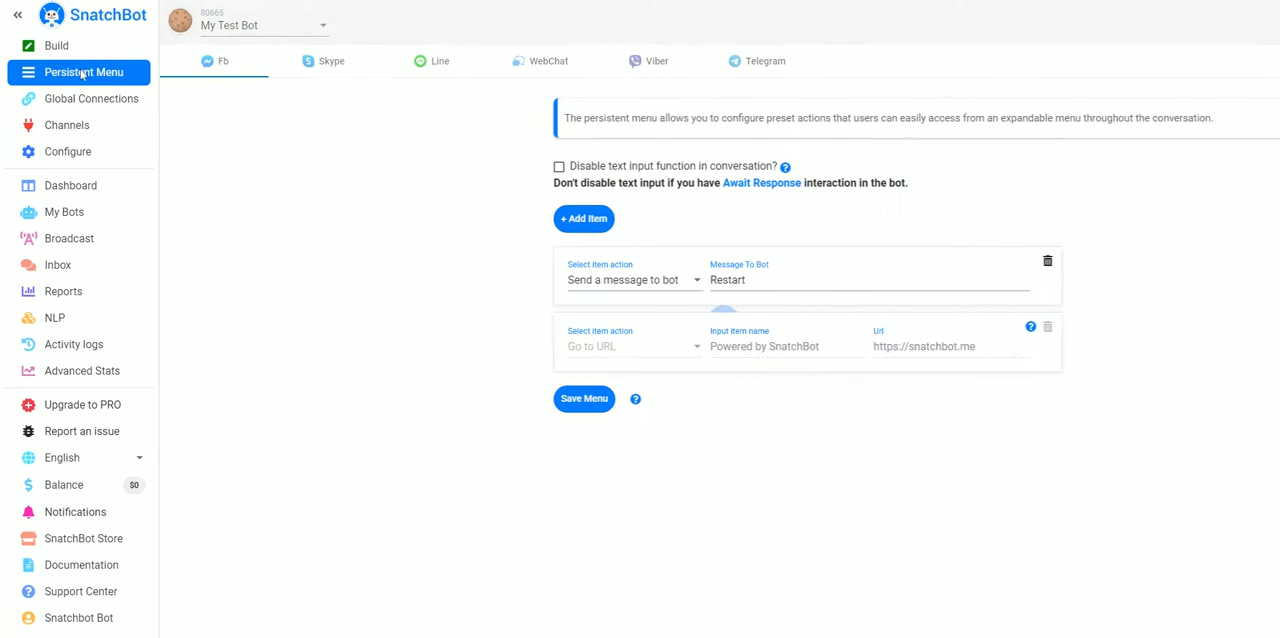 SnatchBot
Build
Persistent Menu
Global Connections
Channels
Configure
Dashboard
My Bots
Broadcast
Inbox
Reports
NLP
Activity logs
Advanced Stats
Upgrade to PRO
Report an issue
English
Balance $0
Notifications
SnatchBot Store
Documentation
Support Center
Snatchbot Bot
80665
My Test Bot
Fb Skype Line WebChat Viber Telegram
The persistent menu allows you to configure preset actions that users can easily access from an expandable menu throughout the conversation.
Disable text input function in conversation?
Don't disable text input if you have Await Response interaction in the bot.
+ Add Item
Select item action Message To Bot
Send a message to bot Restart
Select item action Input item name Url
Go to URL Powered by SnatchBot https://snatchbot.me
Save Menu